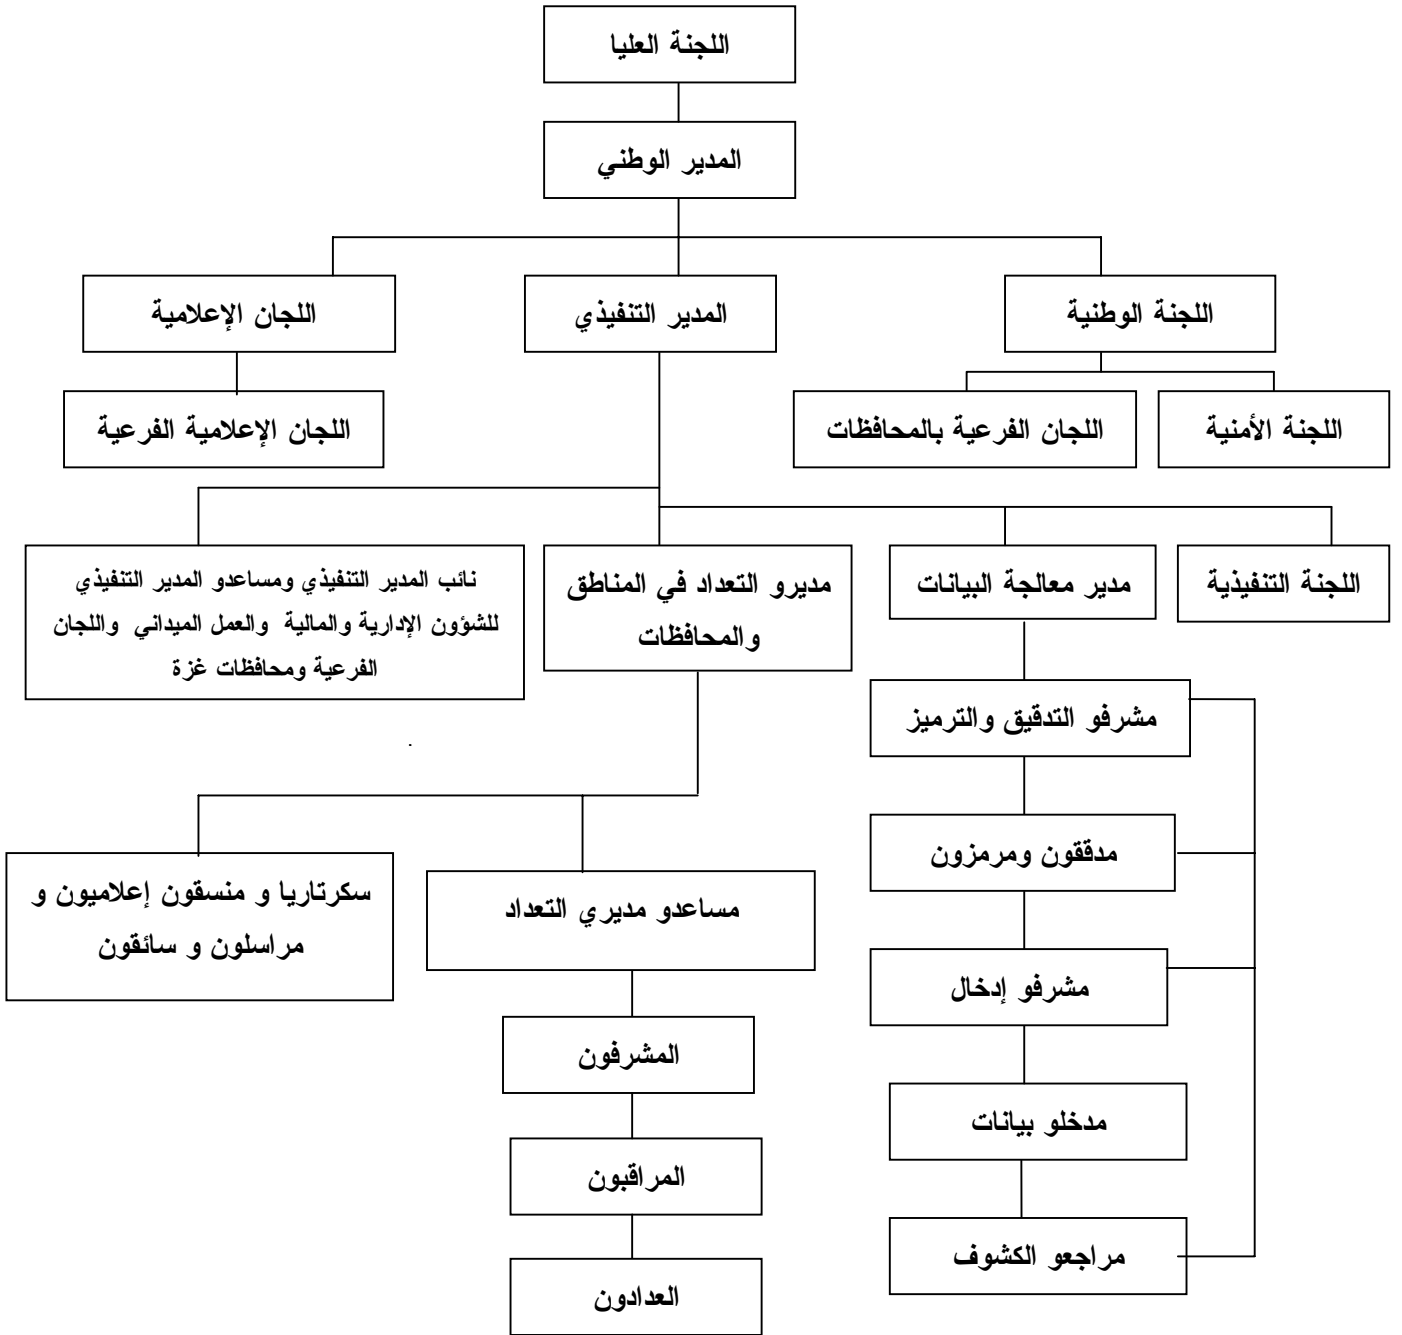 اللجنة العليا
المدير الوطني
اللجنة الوطنية
المدير التنفيذي
اللجان الإعلامية
اللجنة الأمنية
اللجان الفرعية بالمحافظات
اللجان الإعلامية الفرعية
اللجنة التنفيذية
مدير معالجة البيانات
مديرو التعداد في المناطق
والمحافظات
نائب المدير التنفيذي ومساعدو المدير التنفيذي
للشؤون الإدارية والمالية والعمل الميداني واللجان
الفرعية ومحافظات غزة
مشرفو التدقيق والترميز
مدققون ومرمزون
مشرفو إدخال
مدخلو بيانات
مراجعو الكشوف
مساعدو مديري التعداد
سكرتاريا و منسقون إعلاميون و
مراسلون و سائقون
المشرفون
المراقبون
العدادون